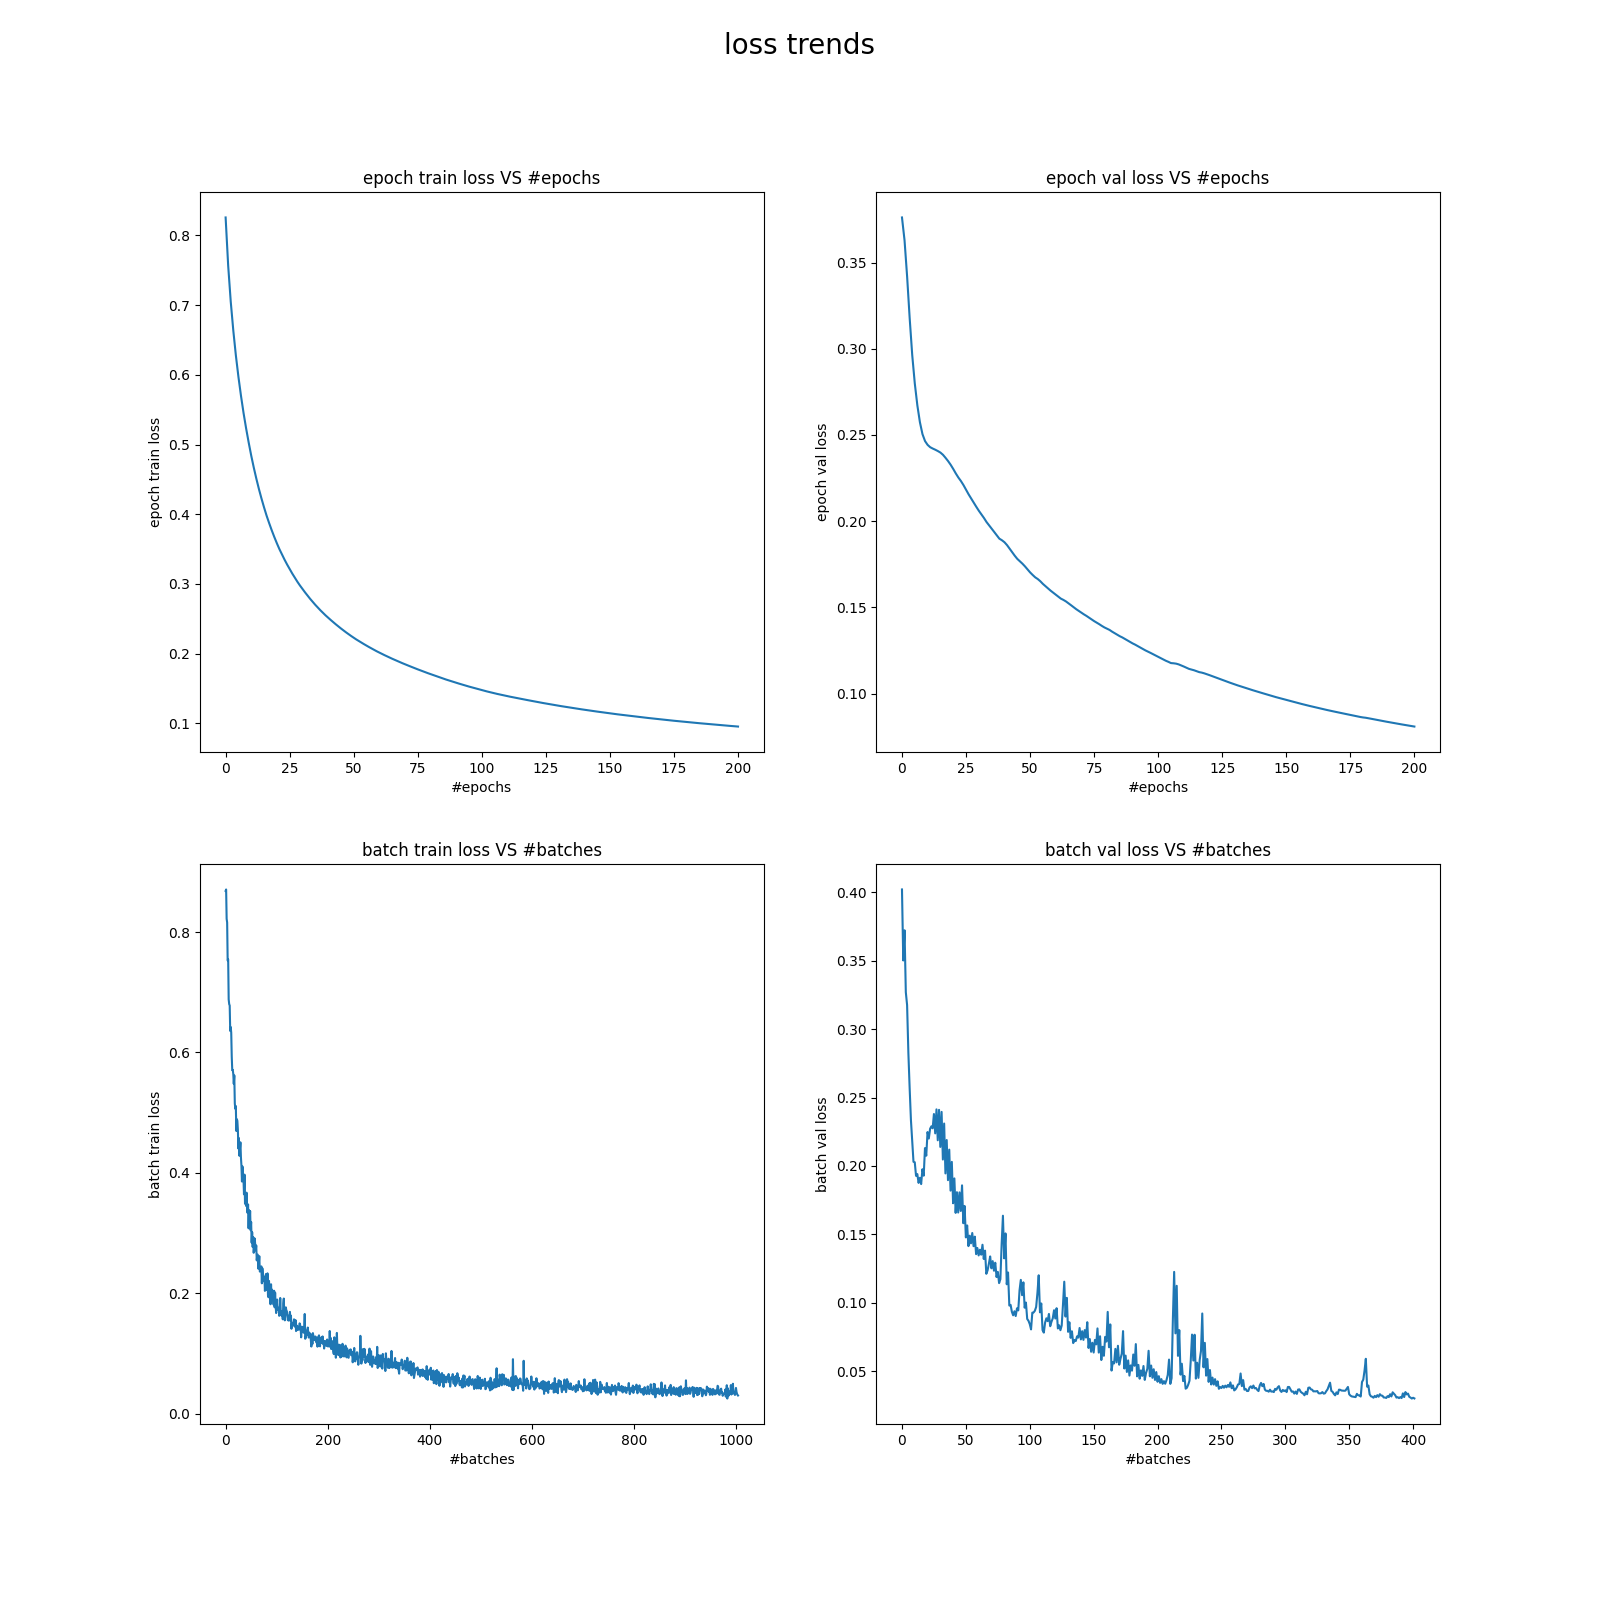 loss trends
epoch train loss VS #epochs
epoch train loss
0.8
0.7
0.6
0.5
0.4
0.3
0.2
0.1
0 25 50 75 100 125 150 175 200
#epochs
epoch val loss VS #epochs
epoch val loss
0.35
0.30
0.25
0.20
0.15
0.10
0 25 50 75 100 125 150 175 200
#epochs
batch train loss VS #batches
batch train loss
0.8
0.6
0.4
0.2
0.0
0 200 400 600 800 1000
#batches
batch val loss VS #batches
batch val loss
0.40
0.35
0.30
0.25
0.20
0.15
0.10
0.05
0 50 100 150 200 250 300 350 400
#batches